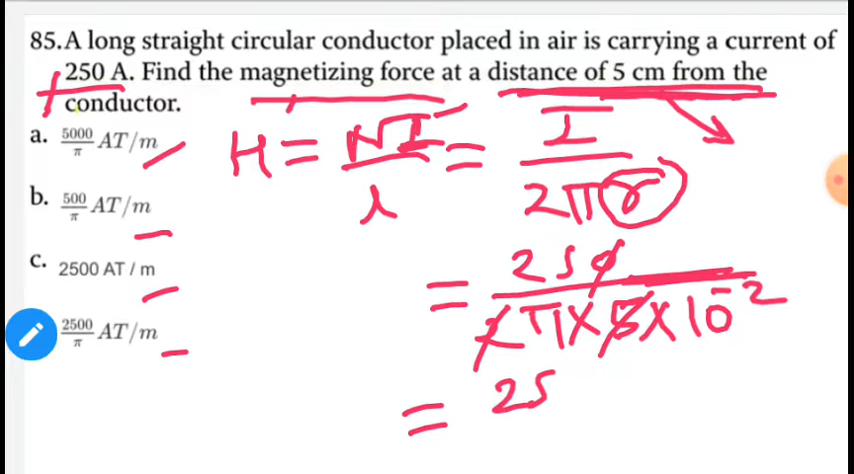 85. A long straight circular conductor placed in air is carrying a current of
250 A. Find the magnetizing force at a distance of 5 cm from the
conductor.
a. 5000/π AT/m
b. 500/π AT/m
c. 2500 AT / m
2500/π AT/m
H = NI/l = I/2πr
= 250/2π×5×10^-2
= 25